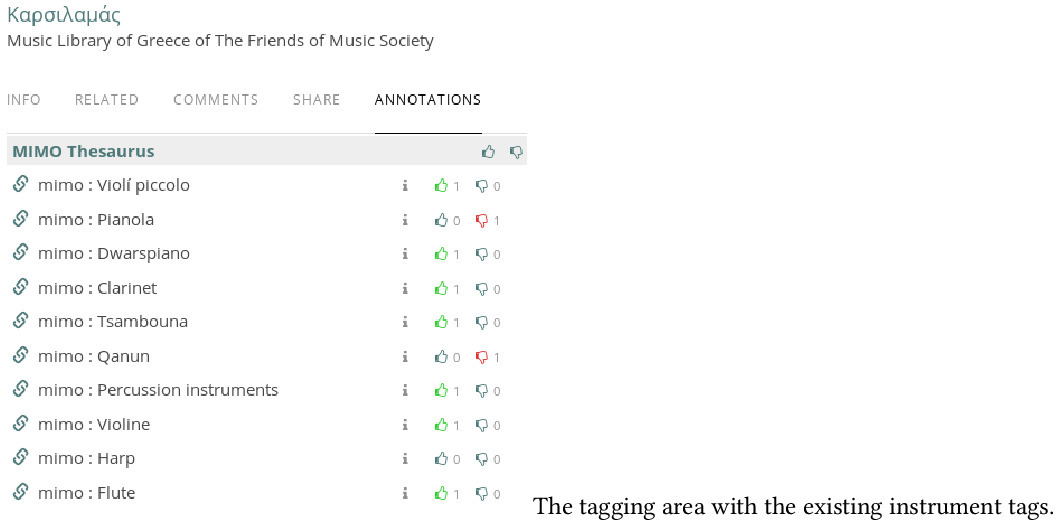 Καρσιλαμάς
Music Library of Greece of The Friends of Music Society
INFO RELATED COMMENTS SHARE ANNOTATIONS
MIMO Thesaurus
mimo : Violí piccolo i 1 0
mimo : Pianola i 0 1
mimo : Dwarspiano i 1 0
mimo : Clarinet i 1 0
mimo : Tsambouna i 1 0
mimo : Qanun i 0 1
mimo : Percussion instruments i 1 0
mimo : Violine i 1 0
mimo : Harp i 0 0
mimo : Flute i 1 0
The tagging area with the existing instrument tags.